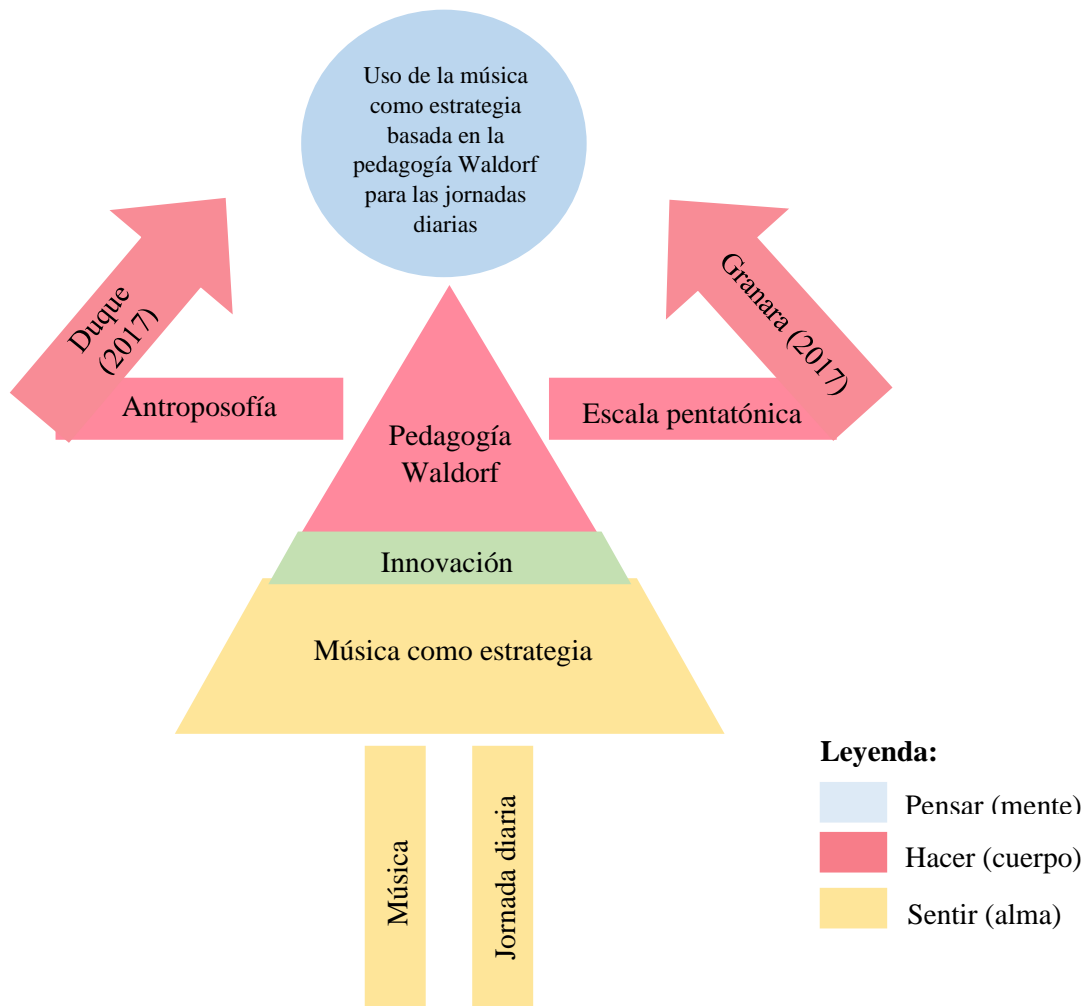 Uso de la música
como estrategia
basada en la
pedagogía Waldorf
para las jornadas
diarias
Duque
(2017)
Antroposofía
Granara (2017)
Escala pentatónica
Pedagogía
Waldorf
Innovación
Música como estrategia
Música
Jornada diaria
Leyenda:
Pensar (mente)
Hacer (cuerpo)
Sentir (alma)